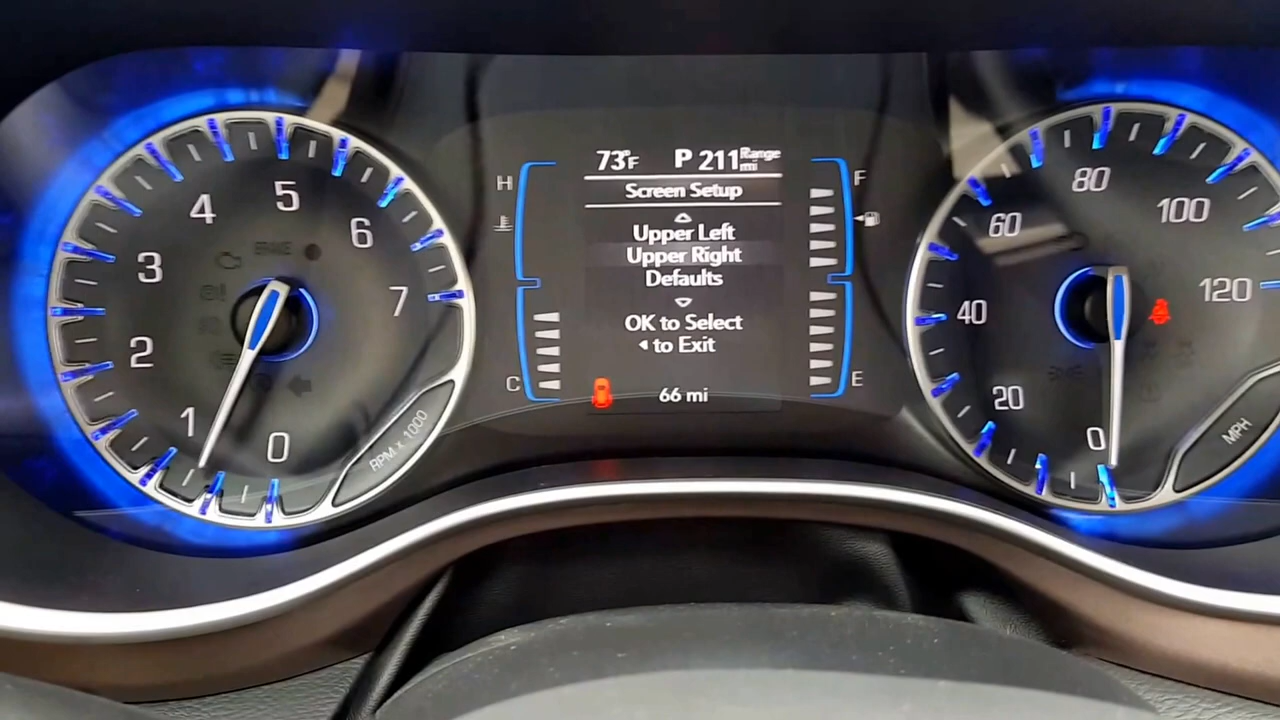 73°F P 211 Range mi
Screen Setup
Upper Left
Upper Right
Defaults
OK to Select
to Exit
66 mi
H
C
F
E
0
1
2
3
4
5
6
7
RPM x 1000
BRAKE
0
20
40
60
80
100
120
MPH